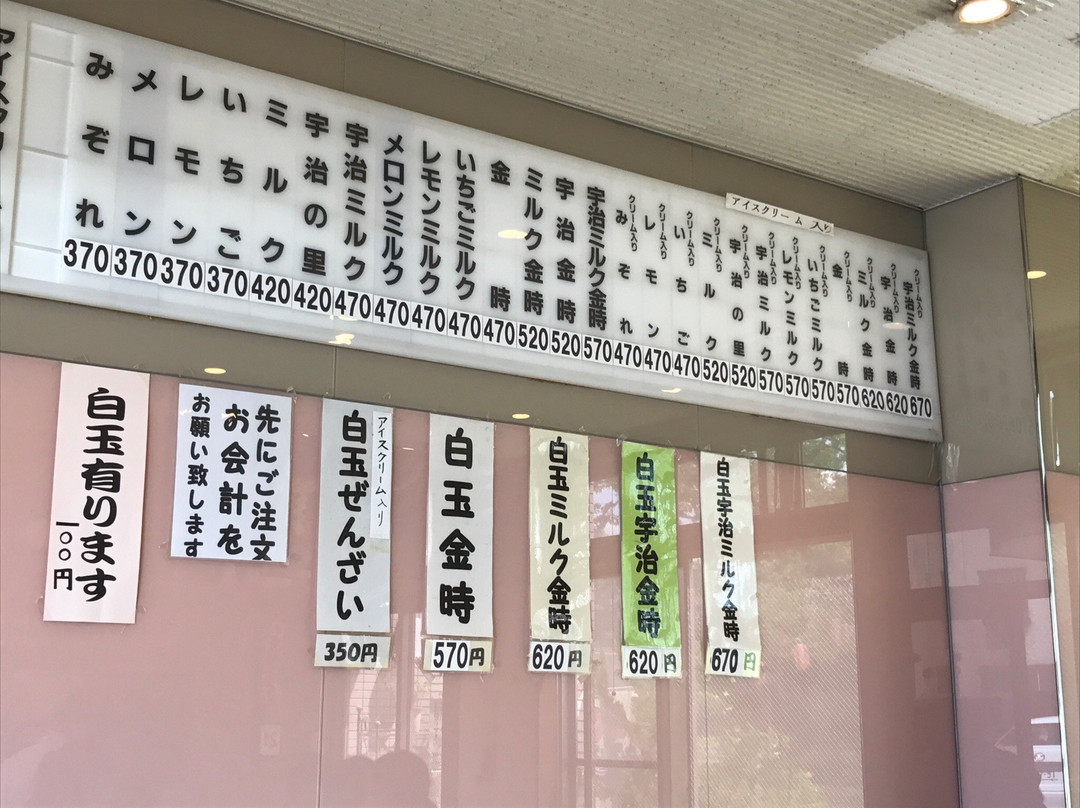 アイスクリ
みぞれ 370
メロン 370
レモン 370
いちご 370
ミルク 420
宇治の里 420
宇治ミルク 470
メロンミルク 470
レモンミルク 470
いちごミルク 470
金時 470
ミルク金時 520
宇治金時 520
宇治ミルク金時 570
アイスクリーム入り
クリーム入り みぞれ 470
クリーム入り レモン 470
クリーム入り いちご 470
クリーム入り ミルク 520
クリーム入り 宇治の里 520
クリーム入り 宇治ミルク 570
クリーム入り レモンミルク 570
クリーム入り いちごミルク 570
クリーム入り 金時 570
クリーム入り ミルク金時 620
クリーム入り 宇治金時 620
クリーム入り 宇治ミルク金時 670
白玉有ります
一〇〇円
先にご注文
お会計を
お願い致します
アイスクリーム入り
白玉ぜんざい
350円
白玉金時
570円
白玉ミルク金時
620円
白玉宇治金時
620円
白玉宇治ミルク金時
670円